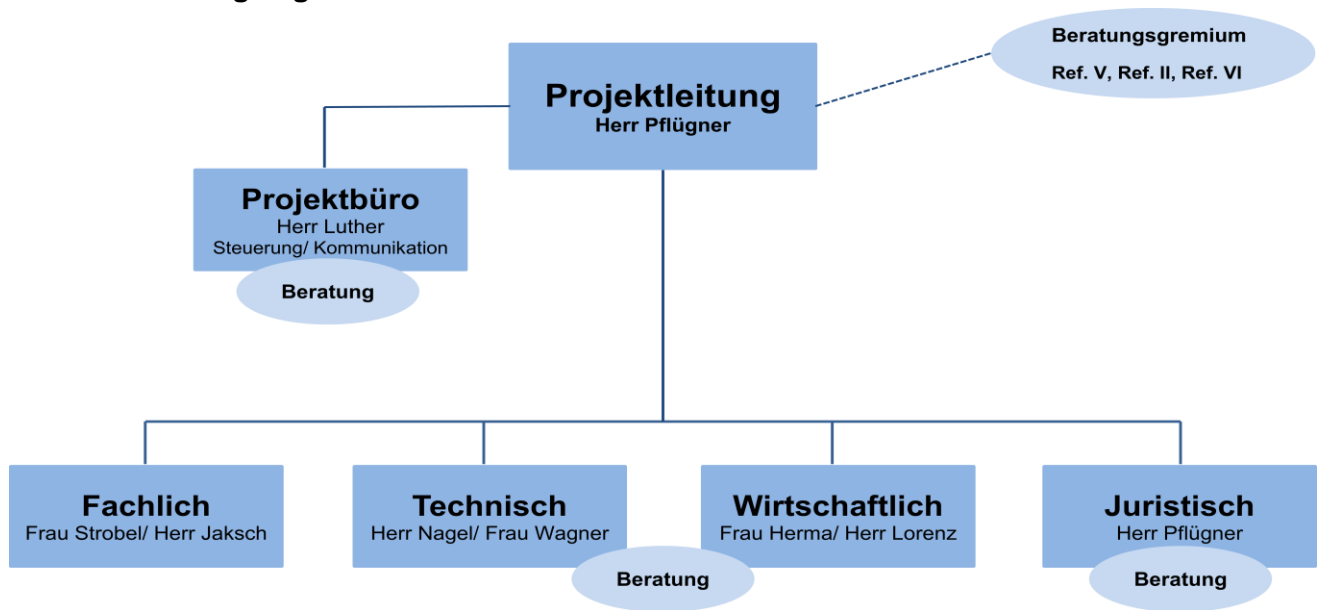 Beratungsgremium
Ref. V, Ref. II, Ref. VI
Projektleitung
Herr Pflügner
Projektbüro
Herr Luther
Steuerung/ Kommunikation
Beratung
Fachlich
Frau Strobel/ Herr Jaksch
Technisch
Herr Nagel/ Frau Wagner
Wirtschaftlich
Frau Herma/ Herr Lorenz
Juristisch
Herr Pflügner
Beratung
Beratung